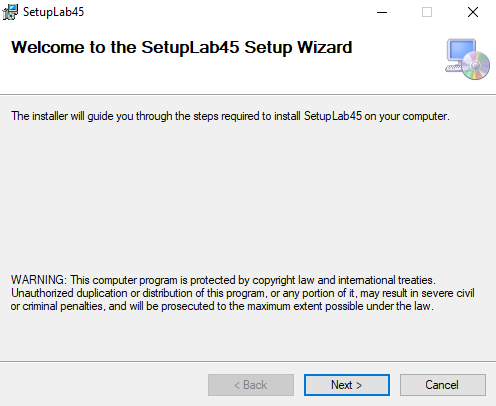 SetupLab45
Welcome to the SetupLab45 Setup Wizard
The installer will guide you through the steps required to install SetupLab45 on your computer.
WARNING: This computer program is protected by copyright law and international treaties.
Unauthorized duplication or distribution of this program, or any portion of it, may result in severe civil
or criminal penalties, and will be prosecuted to the maximum extent possible under the law.
< Back
Next >
Cancel